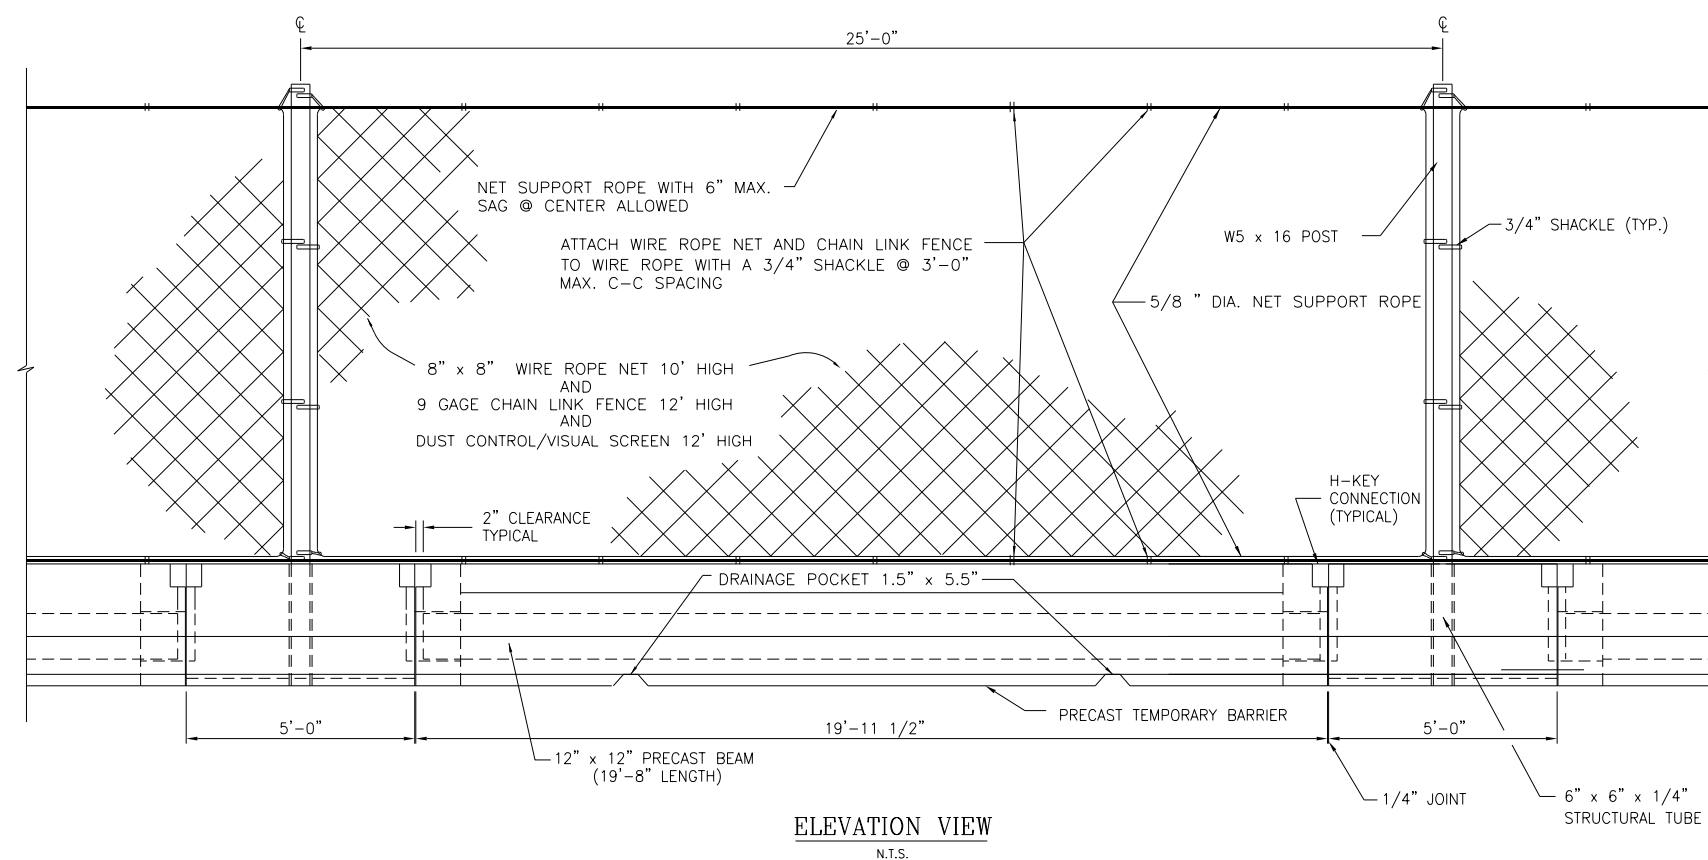 ℄
℄
25'-0"
NET SUPPORT ROPE WITH 6" MAX.
SAG @ CENTER ALLOWED
ATTACH WIRE ROPE NET AND CHAIN LINK FENCE
TO WIRE ROPE WITH A 3/4" SHACKLE @ 3'-0"
MAX. C-C SPACING
W5 x 16 POST
3/4" SHACKLE (TYP.)
5/8 " DIA. NET SUPPORT ROPE
8" x 8" WIRE ROPE NET 10' HIGH
AND
9 GAGE CHAIN LINK FENCE 12' HIGH
AND
DUST CONTROL/VISUAL SCREEN 12' HIGH
H-KEY
CONNECTION
(TYPICAL)
2" CLEARANCE
TYPICAL
DRAINAGE POCKET 1.5" x 5.5"
PRECAST TEMPORARY BARRIER
5'-0"
19'-11 1/2"
5'-0"
12" x 12" PRECAST BEAM
(19'-8" LENGTH)
1/4" JOINT
6" x 6" x 1/4"
STRUCTURAL TUBE
ELEVATION VIEW
N.T.S.